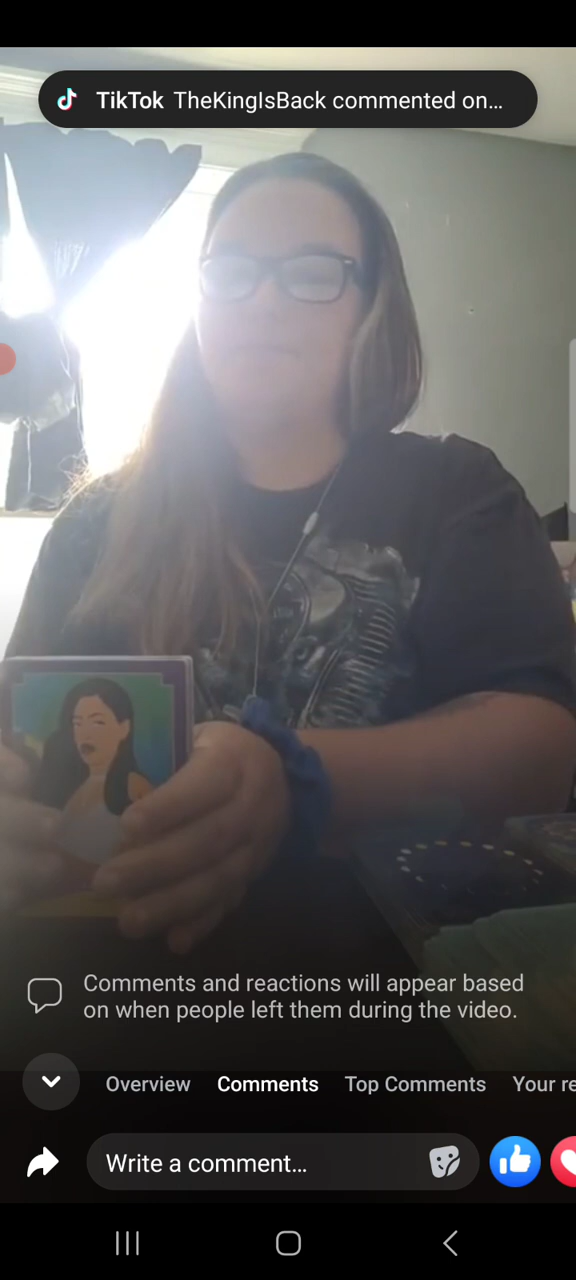 TikTok TheKingIsBack commented on...
Comments and reactions will appear based
on when people left them during the video.
Overview Comments Top Comments Your re
Write a comment...